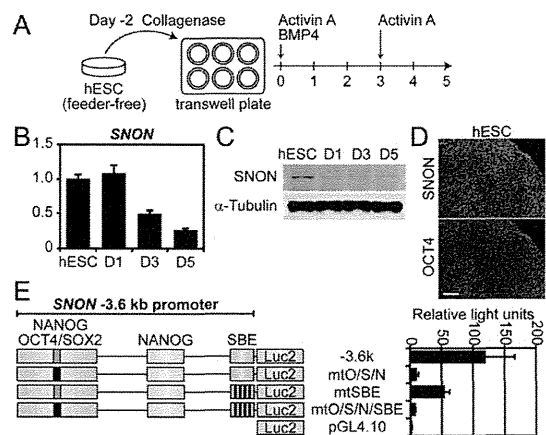 A
Day -2 Collagenase
hESC
(feeder-free)
transwell plate
Activin A
BMP4
Activin A
0 1 2 3 4 5
B
SNON
1.5
1.0
0.5
0
hESC D1 D3 D5
C
hESC D1 D3 D5
SNON
α-Tubulin
D
hESC
SNON
OCT4
E
SNON -3.6 kb promoter
NANOG
OCT4/SOX2 NANOG SBE
Luc2
Luc2
Luc2
Luc2
Luc2
Relative light units
0 50 100 150 200
-3.6k
mtO/S/N
mtSBE
mtO/S/N/SBE
pGL4.10